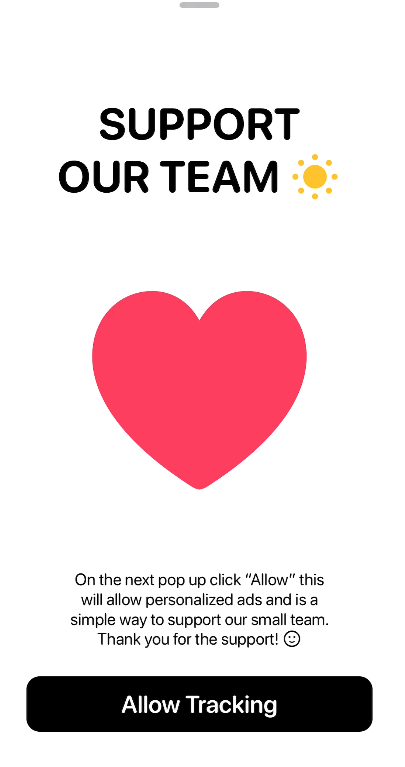 SUPPORT
OUR TEAM
On the next pop up click “Allow” this
will allow personalized ads and is a
simple way to support our small team.
Thank you for the support!
Allow Tracking